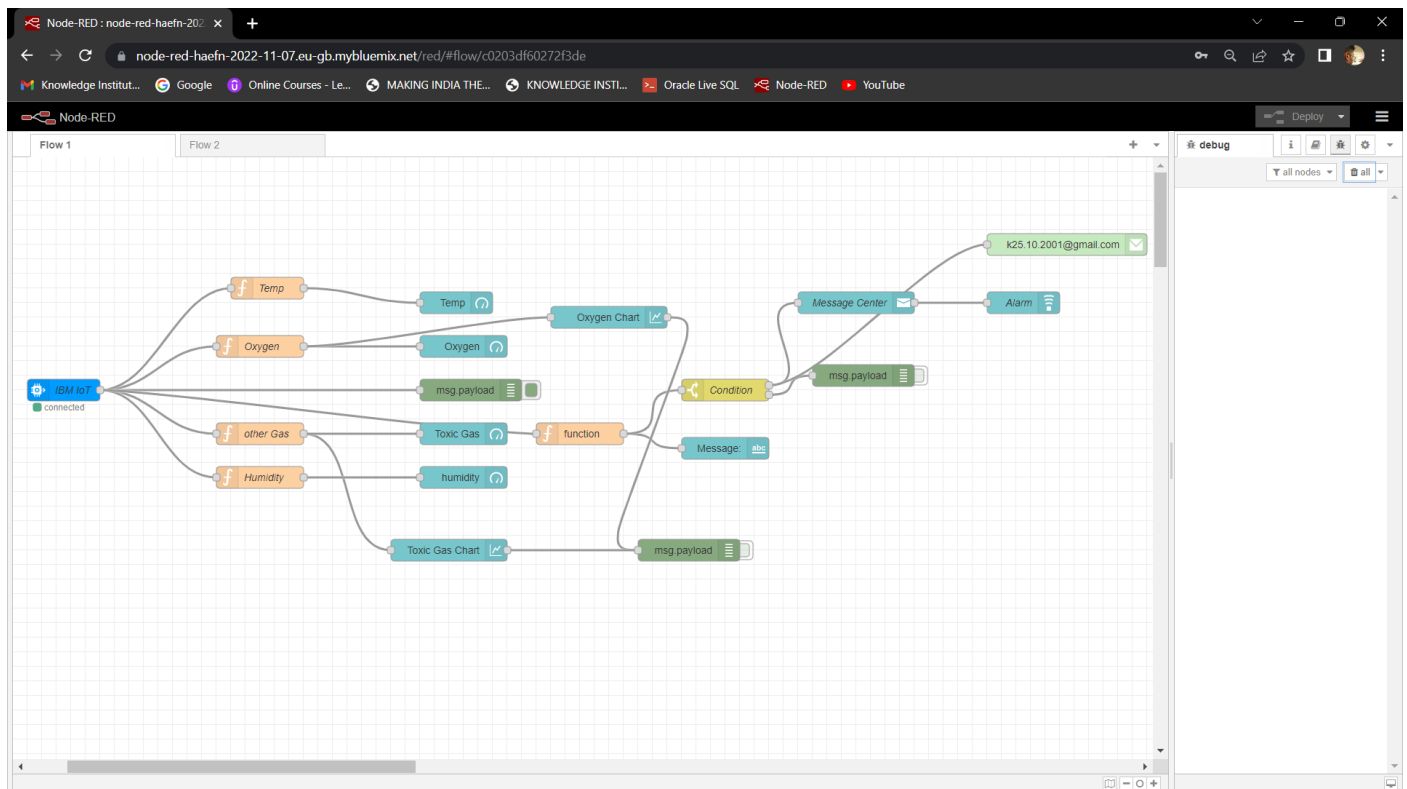 Node-RED : node-red-haefn-202
node-red-haefn-2022-11-07.eu-gb.mybluemix.net/red/#flow/c0203df60272f3de
Knowledge Institut... Google Online Courses - Le... MAKING INDIA THE... KNOWLEDGE INSTI... Oracle Live SQL Node-RED YouTube
Node-RED Deploy
Flow 1 Flow 2 debug i
all nodes all
k25.10.2001@gmail.com
Temp
Temp Message Center Alarm
Oxygen Chart
Oxygen Oxygen
msg.payload
IBM IoT msg.payload Condition
connected
other Gas Toxic Gas function
Message: abc
Humidity humidity
Toxic Gas Chart msg.payload